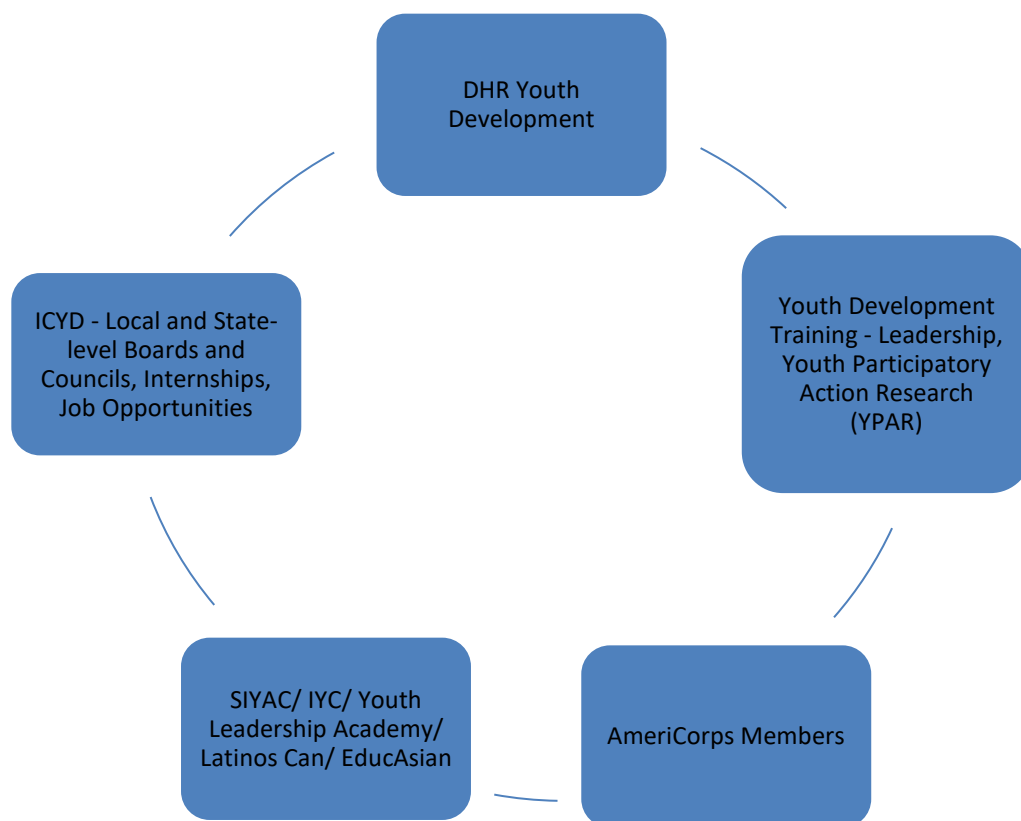 DHR Youth
Development
Youth Development
Training - Leadership,
Youth Participatory
Action Research
(YPAR)
AmeriCorps Members
SIYAC/ IYC/ Youth
Leadership Academy/
Latinos Can/ EducAsian
ICYD - Local and State-
level Boards and
Councils, Internships,
Job Opportunities